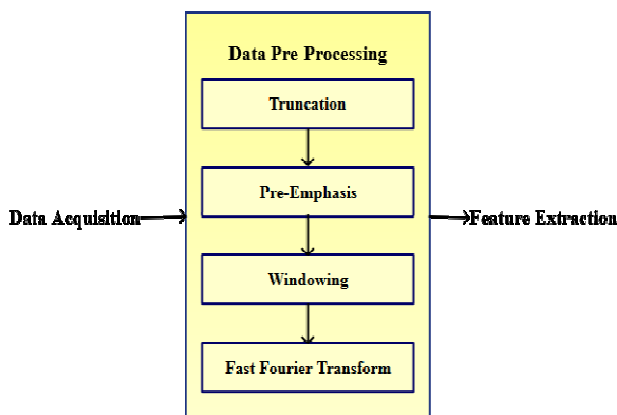 Data Pre Processing
Truncation
Pre-Emphasis
Data Acquisition
Feature Extraction
Windowing
Fast Fourier Transform